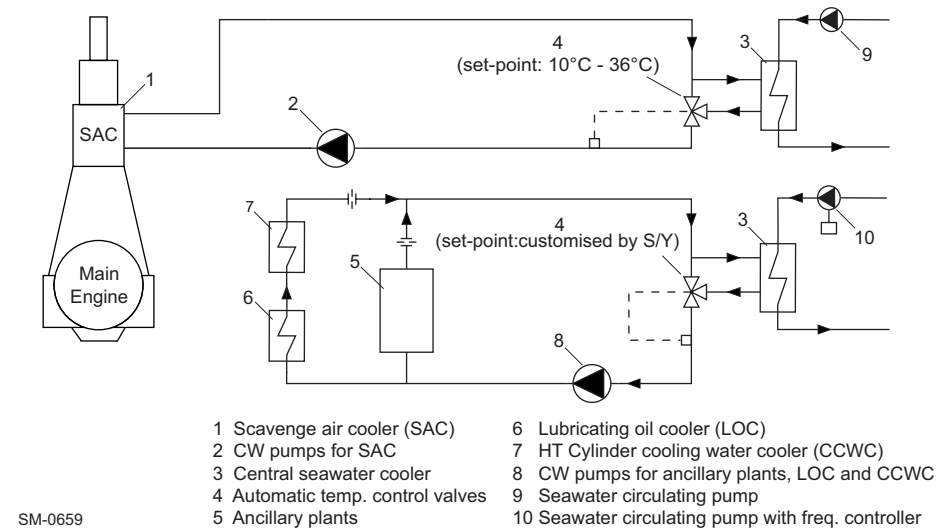 4
(set-point: 10°C - 36°C)
3
9
1
SAC
2
7
4
(set-point:customised by S/Y)
3
10
Main
Engine
5
6
8
1 Scavenge air cooler (SAC)
2 CW pumps for SAC
3 Central seawater cooler
4 Automatic temp. control valves
5 Ancillary plants
6 Lubricating oil cooler (LOC)
7 HT Cylinder cooling water cooler (CCWC)
8 CW pumps for ancillary plants, LOC and CCWC
9 Seawater circulating pump
10 Seawater circulating pump with freq. controller
SM-0659